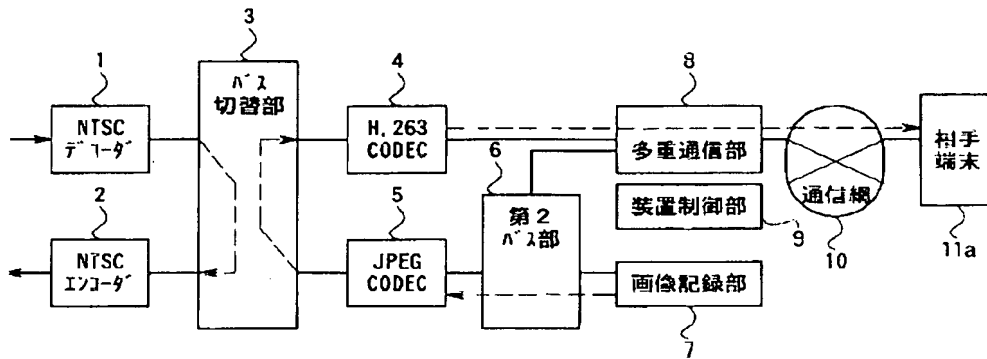 3
1
4
8
バス
切替部
NTSC
デコーダ
H.263
CODEC
多重通信部
相手
端末
6
通信網
2
5
第2
バス部
装置制御部
9
10
11a
NTSC
エンコーダ
JPEG
CODEC
画像記録部
7